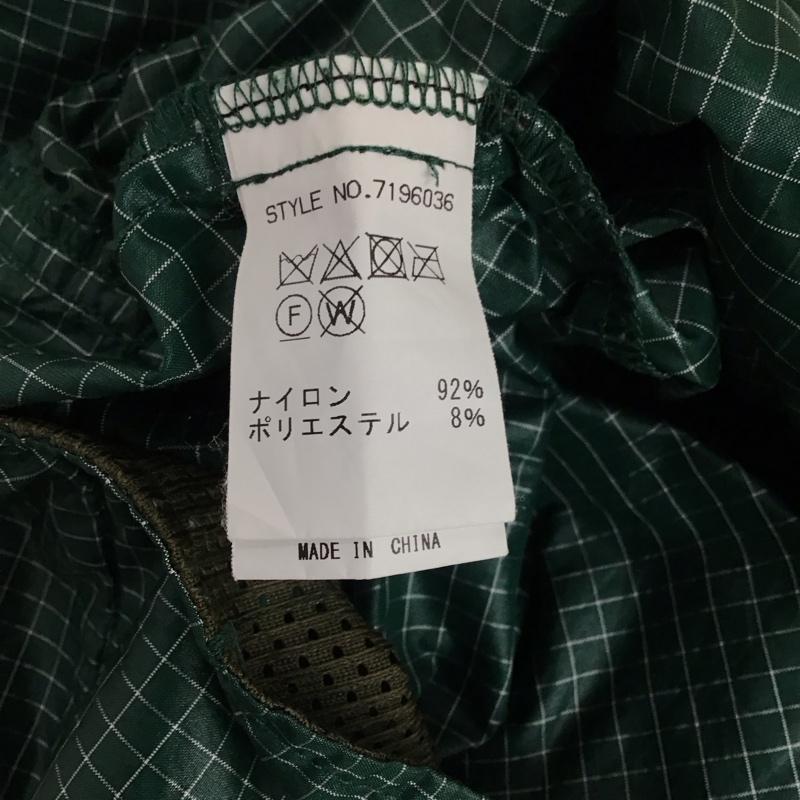 STYLE NO.7196036
F W
ナイロン 92%
ポリエステル 8%
MADE IN CHINA